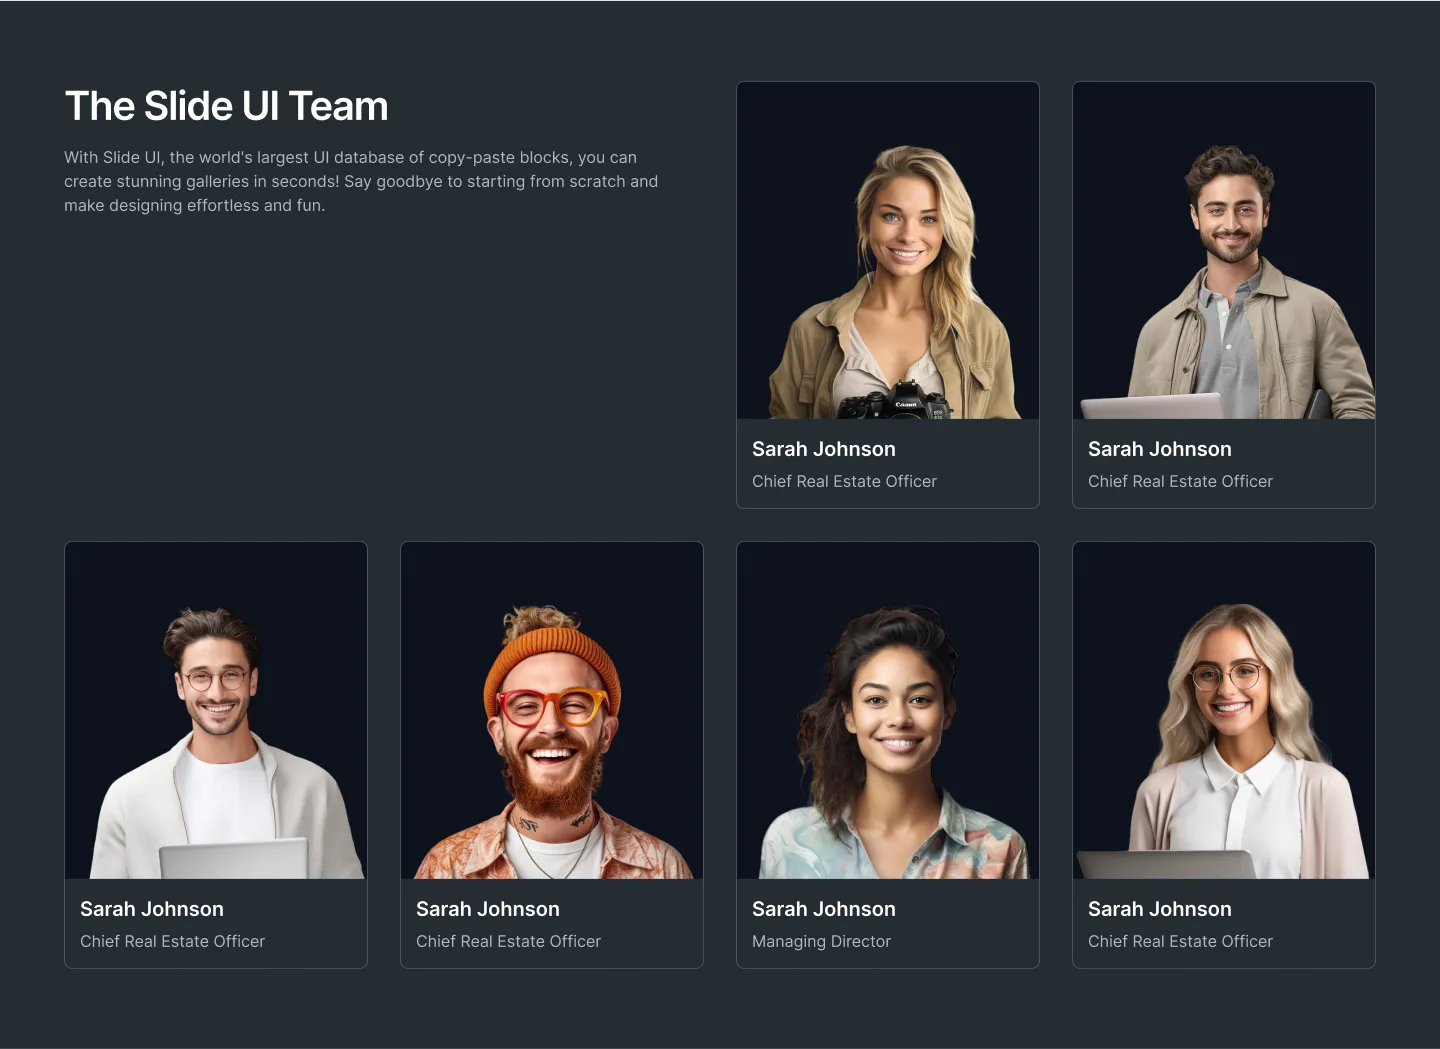 The Slide UI Team
With Slide UI, the world's largest UI database of copy-paste blocks, you can
create stunning galleries in seconds! Say goodbye to starting from scratch and
make designing effortless and fun.
Canon
EOS
Sarah Johnson
Chief Real Estate Officer
Sarah Johnson
Chief Real Estate Officer
Sarah Johnson
Chief Real Estate Officer
Sarah Johnson
Chief Real Estate Officer
Sarah Johnson
Managing Director
Sarah Johnson
Chief Real Estate Officer